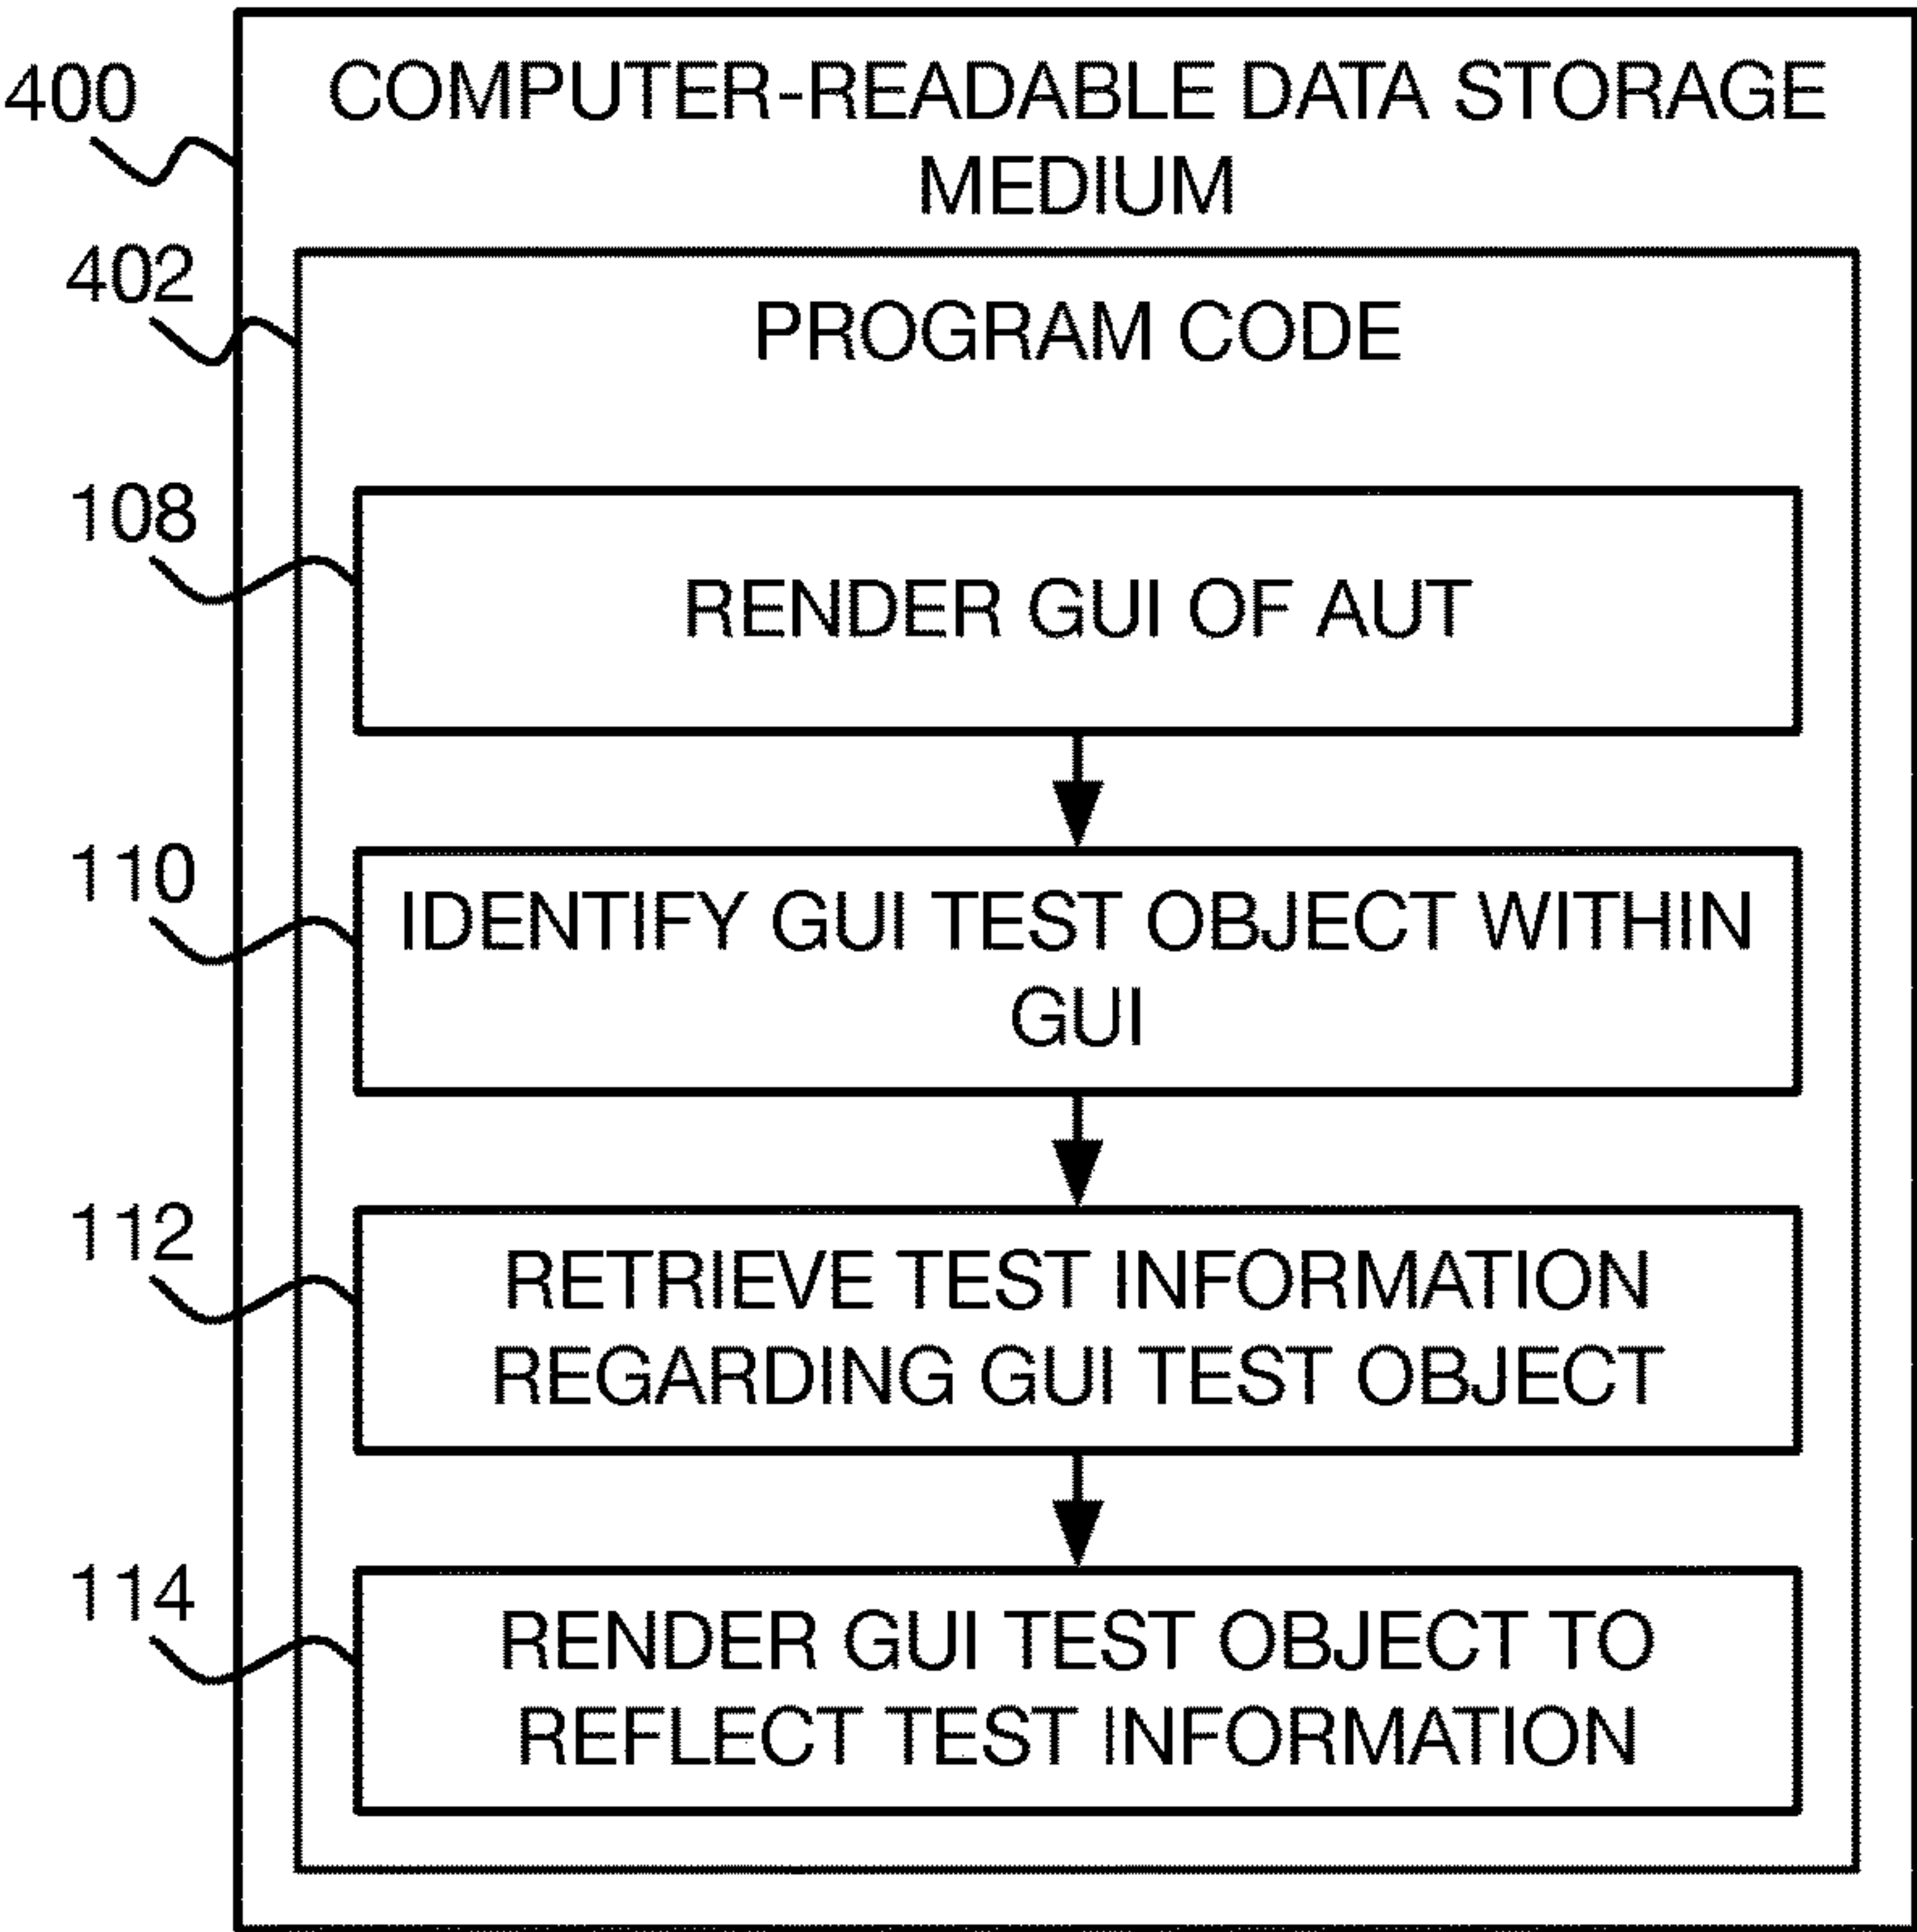 400
COMPUTER-READABLE DATA STORAGE
MEDIUM
402
PROGRAM CODE
108
RENDER GUI OF AUT
110
IDENTIFY GUI TEST OBJECT WITHIN
GUI
112
RETRIEVE TEST INFORMATION
REGARDING GUI TEST OBJECT
114
RENDER GUI TEST OBJECT TO
REFLECT TEST INFORMATION